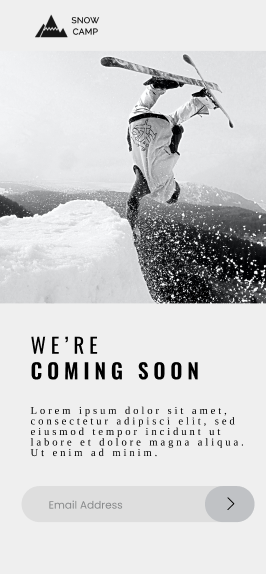 SNOW
CAMP
WE'RE
COMING SOON
Lorem ipsum dolor sit amet,
consectetur adipisci elit, sed
eiusmod tempor incidunt ut
labore et dolore magna aliqua.
Ut enim ad minim.
Email Address